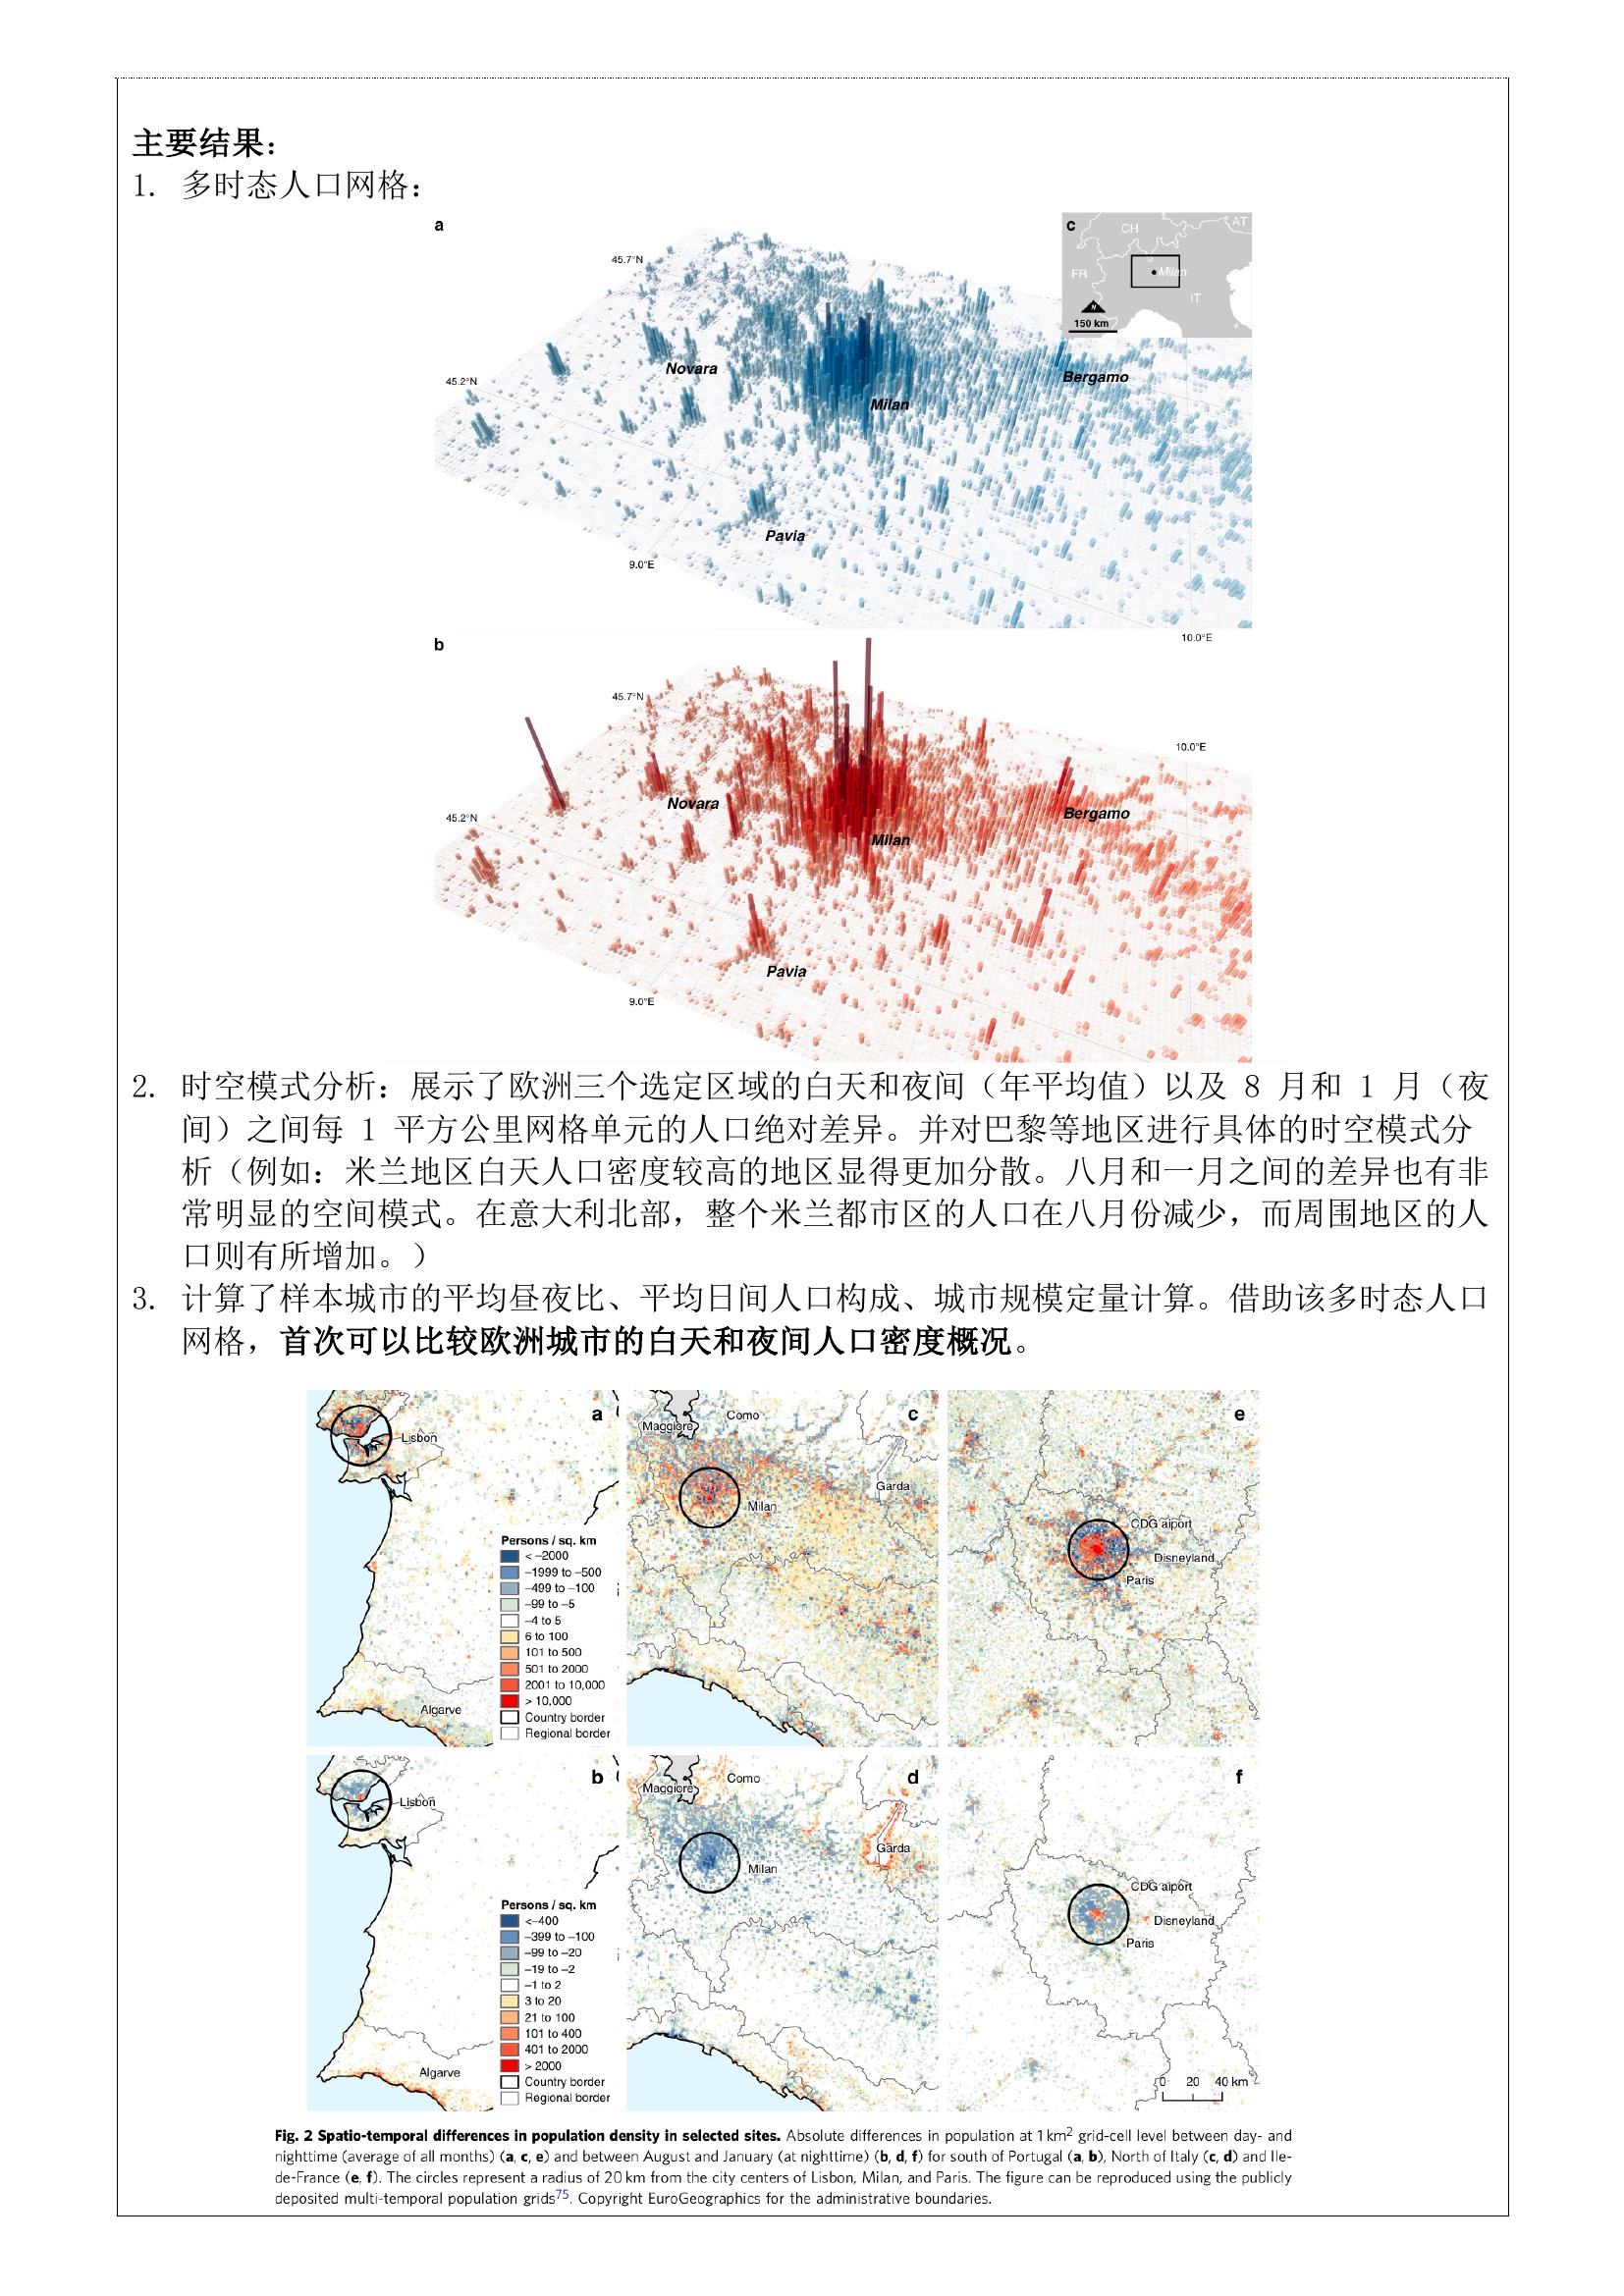 主要结果：
1. 多时态人口网格：
a
c
CH
AT
FR
Milan
IT
N
150 km
45.7°N
Novara
Bergamo
45.2°N
Milan
Pavia
9.0°E
10.0°E
b
45.7°N
10.0°E
Novara
Bergamo
45.2°N
Milan
Pavia
9.0°E
2. 时空模式分析：展示了欧洲三个选定区域的白天和夜间（年平均值）以及 8 月和 1 月（夜
间）之间每 1 平方公里网格单元的人口绝对差异。并对巴黎等地区进行具体的时空模式分
析（例如：米兰地区白天人口密度较高的地区显得更加分散。八月和一月之间的差异也有非
常明显的空间模式。在意大利北部，整个米兰都市区的人口在八月份减少，而周围地区的人
口则有所增加。）
3. 计算了样本城市的平均昼夜比、平均日间人口构成、城市规模定量计算。借助该多时态人口
网格，首次可以比较欧洲城市的白天和夜间人口密度概况。
a
Lisbon
Persons / sq. km
< –2000
–1999 to –500
–499 to –100
–99 to –5
–4 to 5
6 to 100
101 to 500
501 to 2000
2001 to 10,000
> 10,000
Country border
Regional border
Algarve
c
Como
Maggiore
Garda
Milan
e
CDG aiport
Disneyland
Paris
b
Lisbon
Persons / sq. km
<–400
–399 to –100
–99 to –20
–19 to –2
–1 to 2
3 to 20
21 to 100
101 to 400
401 to 2000
> 2000
Country border
Regional border
Algarve
d
Como
Maggiore
Garda
Milan
f
CDG aiport
Disneyland
Paris
0 20 40 km
Fig. 2 Spatio-temporal differences in population density in selected sites. Absolute differences in population at 1 km² grid-cell level between day- and
nighttime (average of all months) (a, c, e) and between August and January (at nighttime) (b, d, f) for south of Portugal (a, b), North of Italy (c, d) and Ile-
de-France (e, f). The circles represent a radius of 20 km from the city centers of Lisbon, Milan, and Paris. The figure can be reproduced using the publicly
deposited multi-temporal population grids⁷⁵. Copyright EuroGeographics for the administrative boundaries.